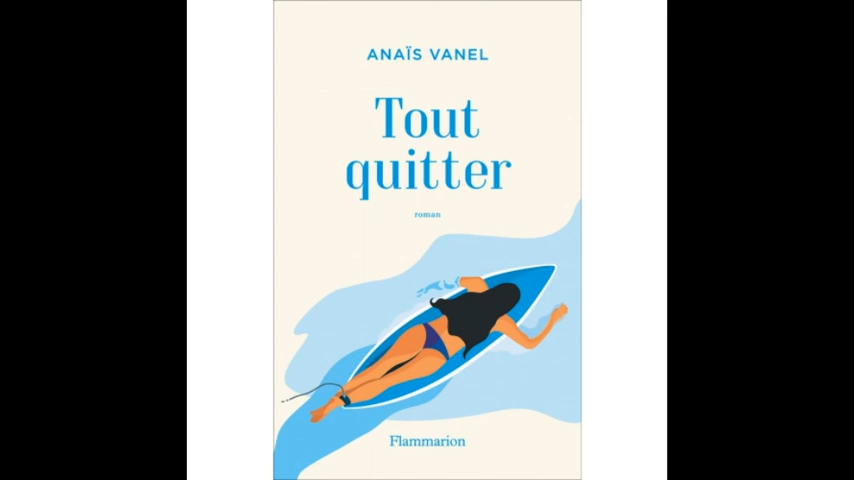 ANAÏS VANEL
Tout
quitter
roman
Flammarion